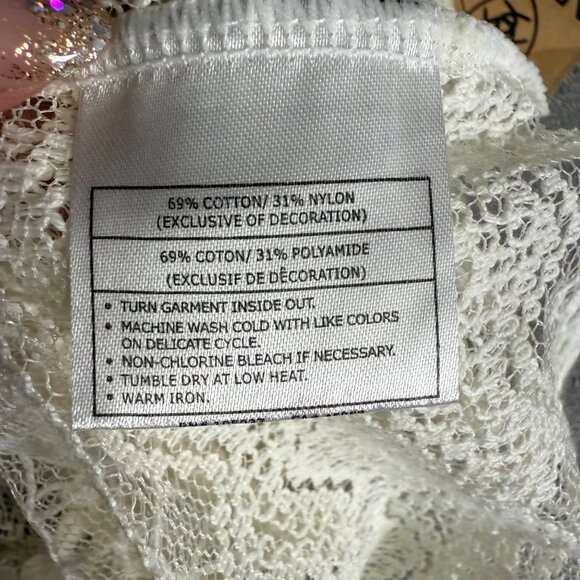 69% COTTON/ 31% NYLON
(EXCLUSIVE OF DECORATION)
69% COTON/ 31% POLYAMIDE
(EXCLUSIF DE DÉCORATION)
• TURN GARMENT INSIDE OUT.
• MACHINE WASH COLD WITH LIKE COLORS
ON DELICATE CYCLE.
• NON-CHLORINE BLEACH IF NECESSARY.
• TUMBLE DRY AT LOW HEAT.
• WARM IRON.